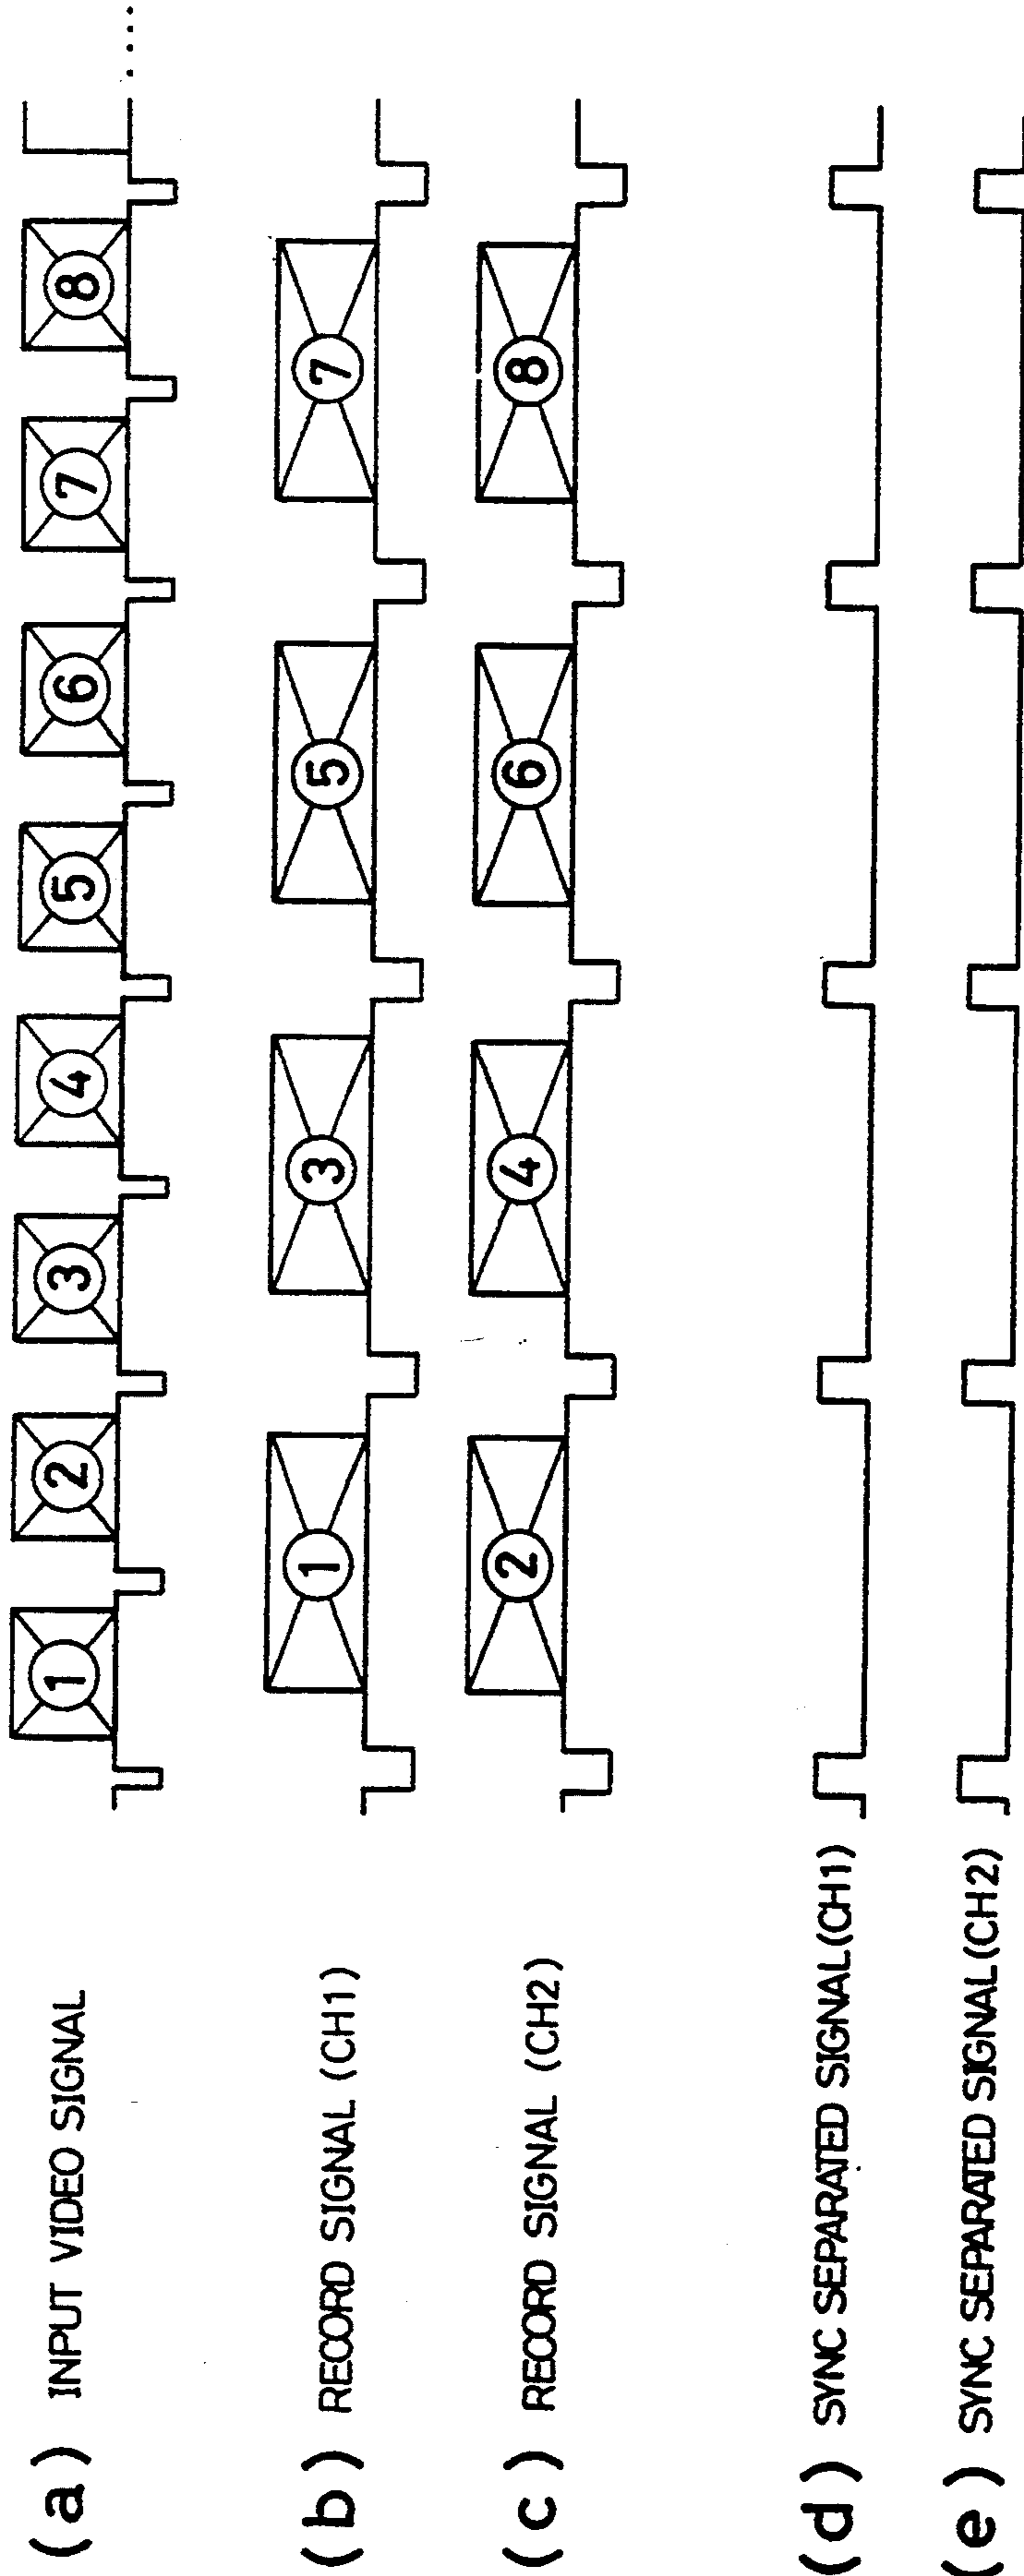 (a) INPUT VIDEO SIGNAL
1 2 3 4 5 6 7 8
(b) RECORD SIGNAL (CH1)
1 3 5 7
(c) RECORD SIGNAL (CH2)
2 4 6 8
(d) SYNC SEPARATED SIGNAL(CH1)
(e) SYNC SEPARATED SIGNAL(CH2)